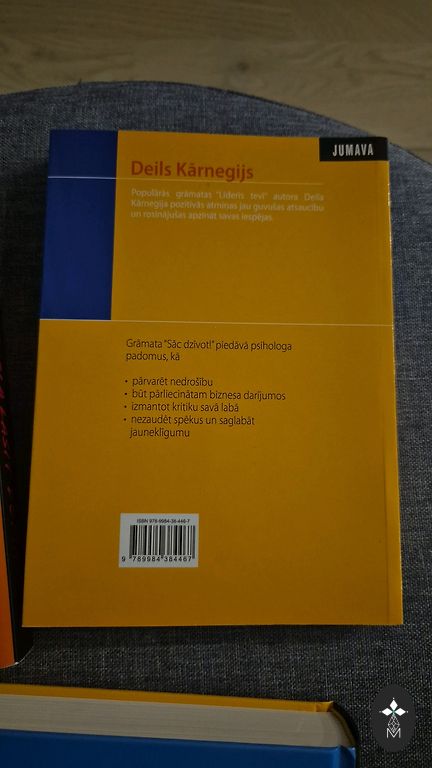 JUMAVA
Deils Kārnegijs
Populārās grāmatas "Līderis tevī" autora Deila
Kārnegija pozitīvās atmiņas jau guvušas atsaucību
un rosinājušas apzināt savas iespējas.
Grāmata "Sāc dzīvot!" piedāvā psihologa
padomus, kā
• pārvarēt nedrošību
• būt pārliecinātam biznesa darījumos
• izmantot kritiku savā labā
• nezaudēt spēkus un saglabāt
jauneklīgumu
ISBN 978-9984-38-446-7
9 789984 384467